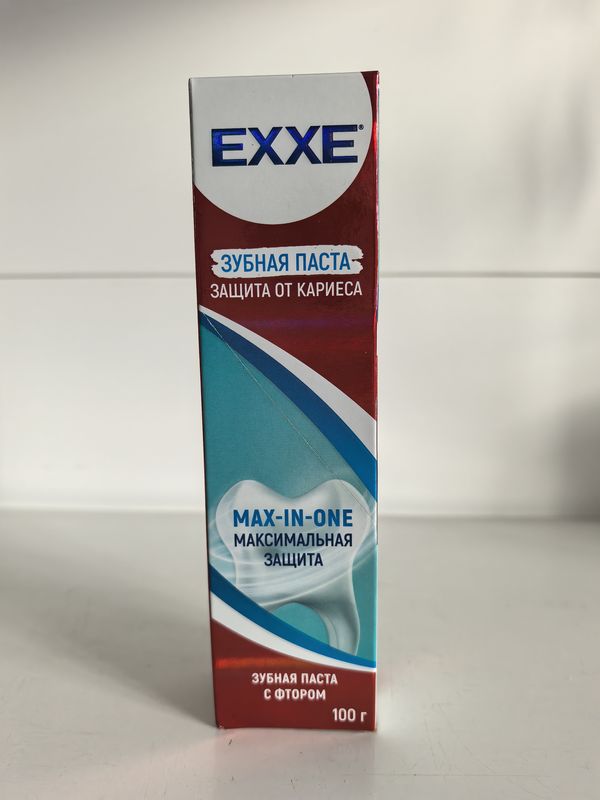 EXXE®
ЗУБНАЯ ПАСТА
ЗАЩИТА ОТ КАРИЕСА
MAX-IN-ONE
МАКСИМАЛЬНАЯ
ЗАЩИТА
ЗУБНАЯ ПАСТА
С ФТОРОМ
100 г